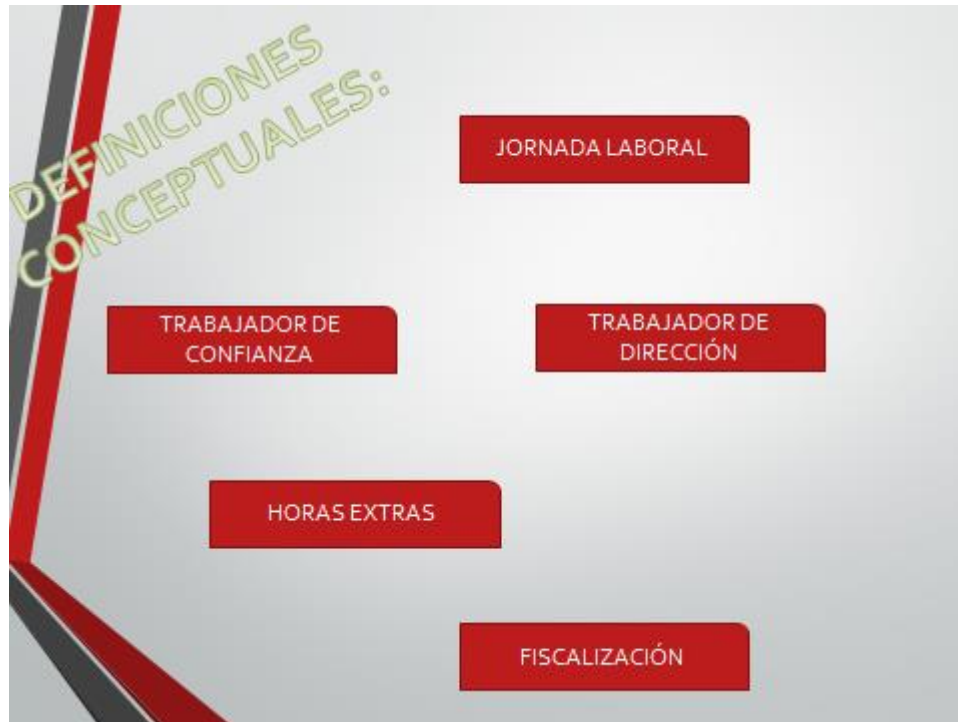 DEFINICIONES
CONCEPTUALES:
JORNADA LABORAL
TRABAJADOR DE
CONFIANZA
TRABAJADOR DE
DIRECCIÓN
HORAS EXTRAS
FISCALIZACIÓN